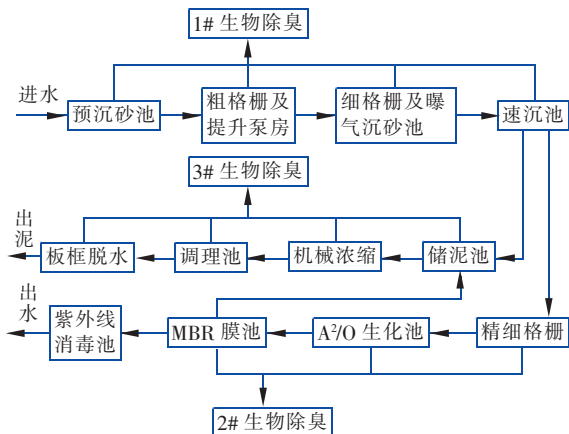 1# 生物除臭
进水
预沉砂池
粗格栅及
提升泵房
细格栅及曝
气沉砂池
速沉池
3# 生物除臭
出泥
板框脱水
调理池
机械浓缩
储泥池
出水
紫外线
消毒池
MBR 膜池
A²/O 生化池
精细格栅
2# 生物除臭